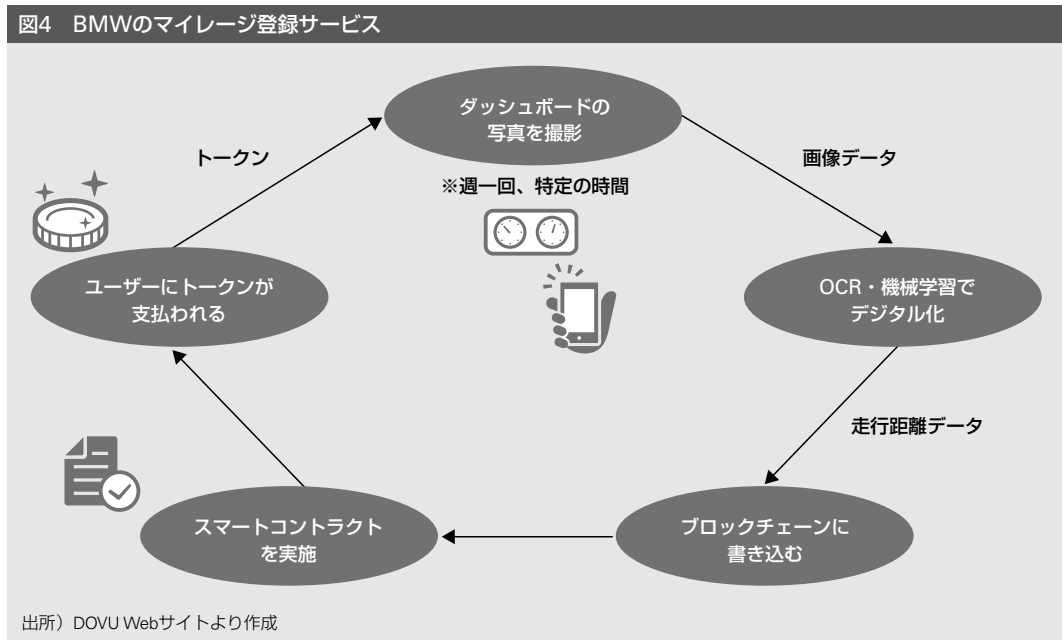 図4　BMWのマイレージ登録サービス
ダッシュボードの
写真を撮影
トークン
画像データ
※週一回、特定の時間
ユーザーにトークンが
支払われる
OCR・機械学習で
デジタル化
走行距離データ
スマートコントラクト
を実施
ブロックチェーンに
書き込む
出所）DOVU Webサイトより作成